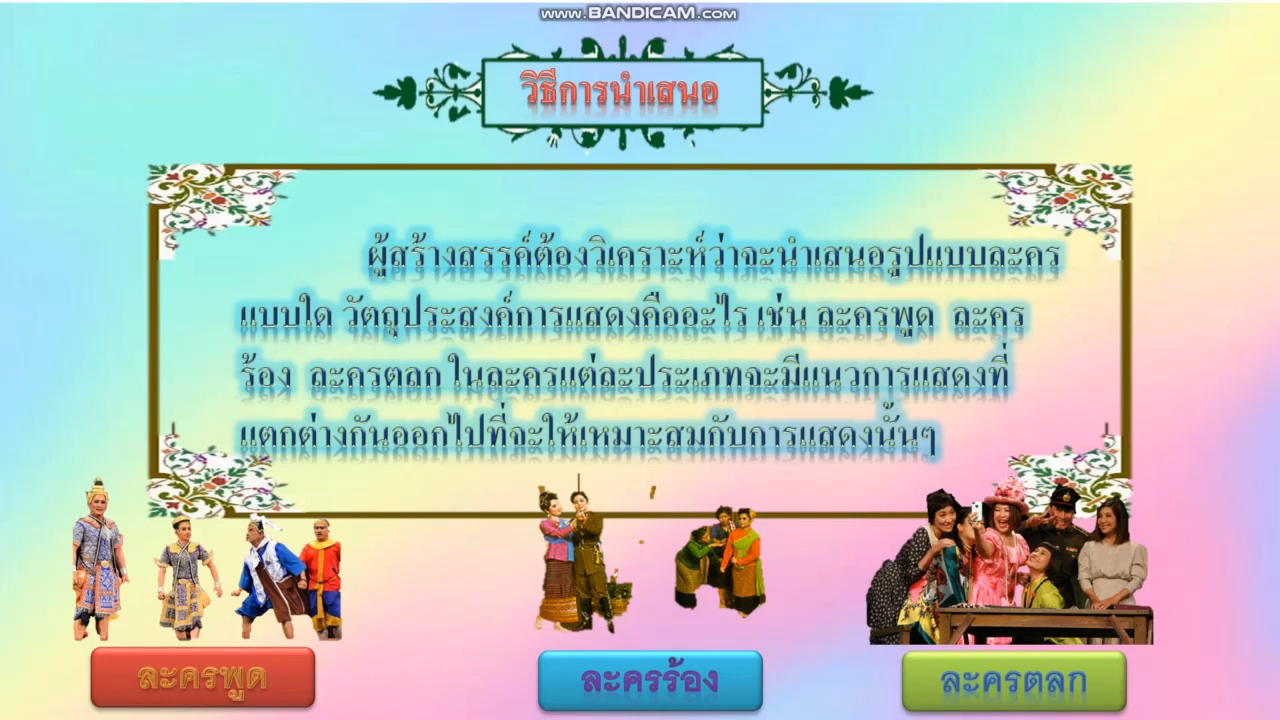 www.BANDICAM.com
วิธีการนำเสนอ
ผู้สร้างสรรค์ต้องวิเคราะห์ว่าจะนำเสนอรูปแบบละคร
แบบใด วัตถุประสงค์การแสดงคืออะไร เช่น ละครพูด ละคร
ร้อง ละครตลก ในละครแต่ละประเภทจะมีแนวการแสดงที่
แตกต่างกันออกไปที่จะให้เหมาะสมกับการแสดงนั้นๆ
ละครพูด
ละครร้อง
ละครตลก